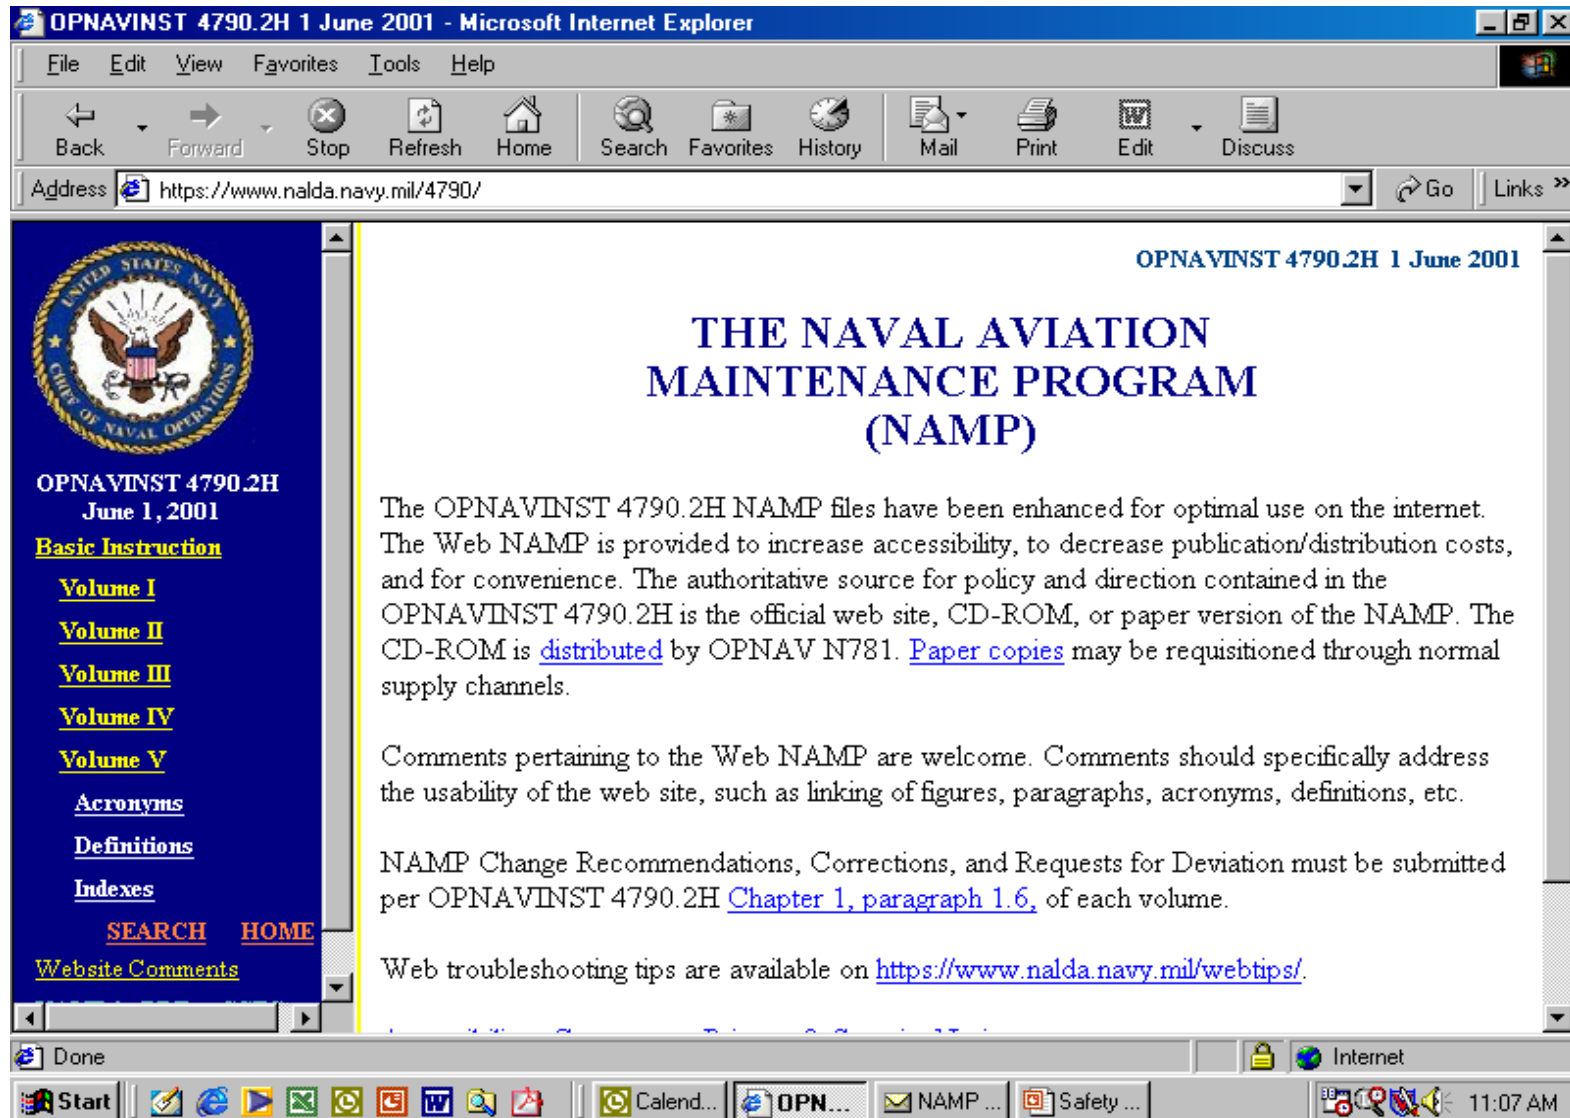 OPNAVINST 4790.2H 1 June 2001 - Microsoft Internet Explorer
File Edit View Favorites Tools Help
Back Forward Stop Refresh Home Search Favorites History Mail Print Edit Discuss
Address https://www.nalda.navy.mil/4790/ Go Links »
UNITED STATES NAVY
CHIEF OF NAVAL OPERATIONS
OPNAVINST 4790.2H
June 1, 2001
Basic Instruction
Volume I
Volume II
Volume III
Volume IV
Volume V
Acronyms
Definitions
Indexes
SEARCH HOME
Website Comments
OPNAVINST 4790.2H 1 June 2001
THE NAVAL AVIATION
MAINTENANCE PROGRAM
(NAMP)
The OPNAVINST 4790.2H NAMP files have been enhanced for optimal use on the internet.
The Web NAMP is provided to increase accessibility, to decrease publication/distribution costs,
and for convenience. The authoritative source for policy and direction contained in the
OPNAVINST 4790.2H is the official web site, CD-ROM, or paper version of the NAMP. The
CD-ROM is distributed by OPNAV N781. Paper copies may be requisitioned through normal
supply channels.
Comments pertaining to the Web NAMP are welcome. Comments should specifically address
the usability of the web site, such as linking of figures, paragraphs, acronyms, definitions, etc.
NAMP Change Recommendations, Corrections, and Requests for Deviation must be submitted
per OPNAVINST 4790.2H Chapter 1, paragraph 1.6, of each volume.
Web troubleshooting tips are available on https://www.nalda.navy.mil/webtips/.
Done Internet
Start Calend... OPN... NAMP ... Safety ... 11:07 AM